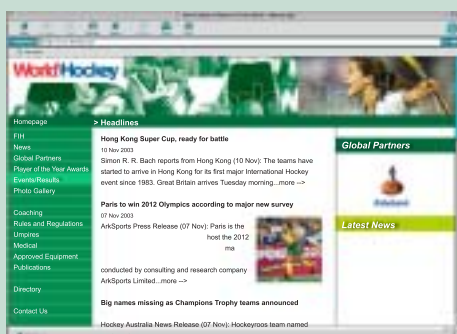 World Hockey
Homepage
FIH
News
Global Partners
Player of the Year Awards
Events/Results
Photo Gallery
Coaching
Rules and Regulations
Umpires
Medical
Approved Equipment
Publications
Directory
Contact Us
> Headlines
Hong Kong Super Cup, ready for battle
10 Nov 2003
Simon R. R. Bach reports from Hong Kong (10 Nov): The teams have
started to arrive in Hong Kong for its first major International Hockey
event since 1983. Great Britain arrives Tuesday morning...more -->
Paris to win 2012 Olympics according to major new survey
07 Nov 2003
ArkSports Press Release (07 Nov): Paris is the
host the 2012
ma
conducted by consulting and research company
ArkSports Limited...more -->
Big names missing as Champions Trophy teams announced
Hockey Australia News Release (07 Nov): Hockeyroos team named
Global Partners
Rabobank
Latest News